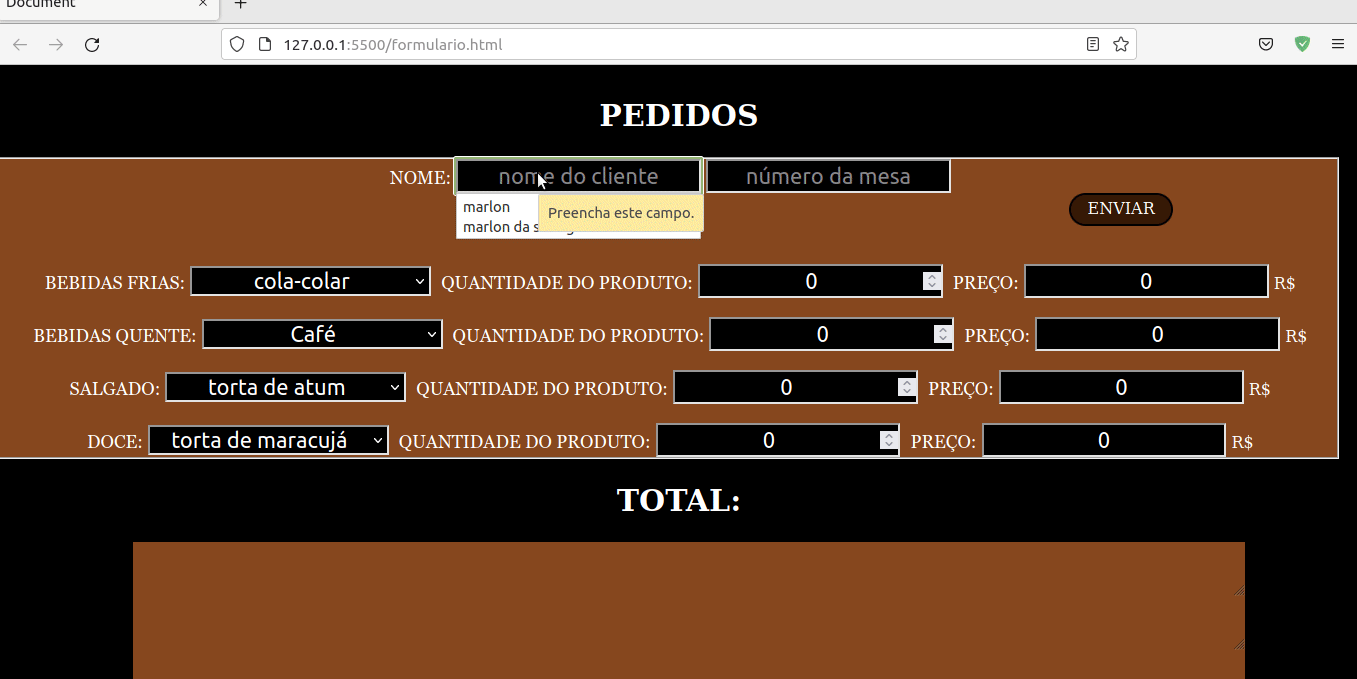 Document × +
127.0.0.1:5500/formulario.html
PEDIDOS
NOME: nome do cliente número da mesa
ENVIAR
marlon
Preencha este campo.
marlon da s
BEBIDAS FRIAS: cola-colar QUANTIDADE DO PRODUTO: 0 PREÇO: 0 R$
BEBIDAS QUENTE: Café QUANTIDADE DO PRODUTO: 0 PREÇO: 0 R$
SALGADO: torta de atum QUANTIDADE DO PRODUTO: 0 PREÇO: 0 R$
DOCE: torta de maracujá QUANTIDADE DO PRODUTO: 0 PREÇO: 0 R$
TOTAL: